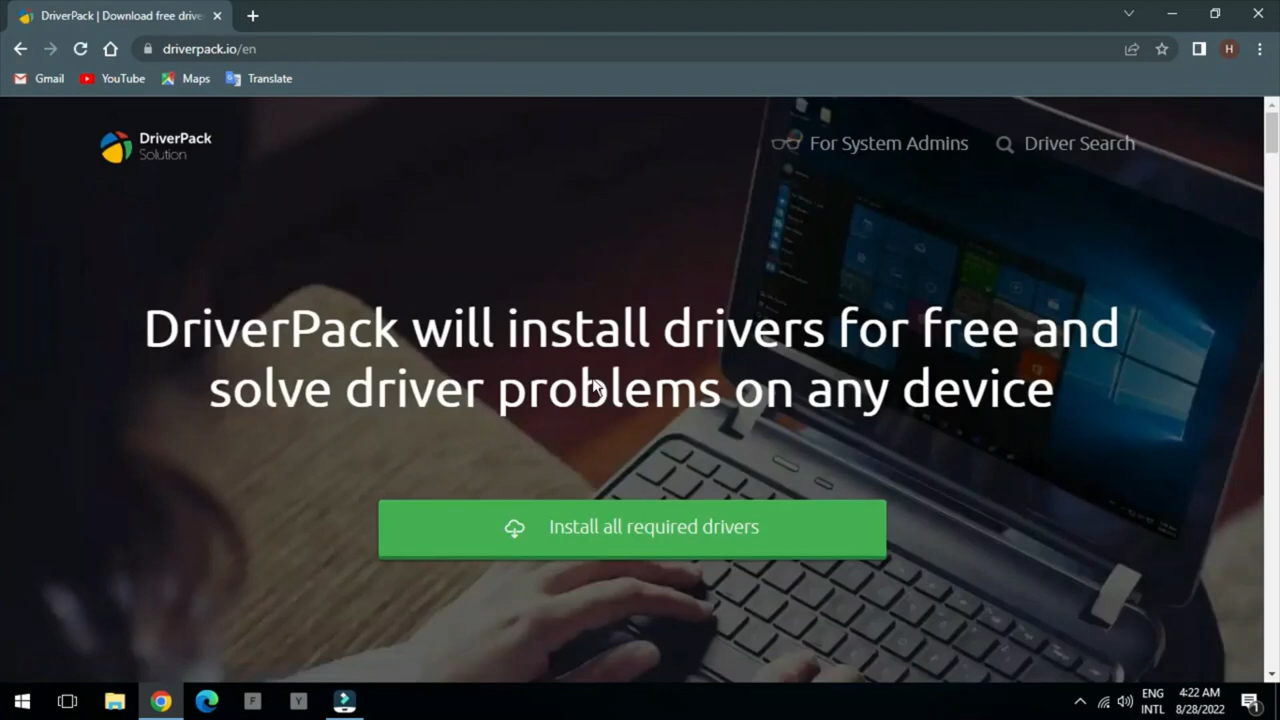 DriverPack | Download free drive
driverpack.io/en
H
Gmail
YouTube
Maps
Translate
DriverPack
Solution
For System Admins
Driver Search
DriverPack will install drivers for free and
solve driver problems on any device
Install all required drivers
F
Y
ENG
INTL
4:22 AM
8/28/2022
1